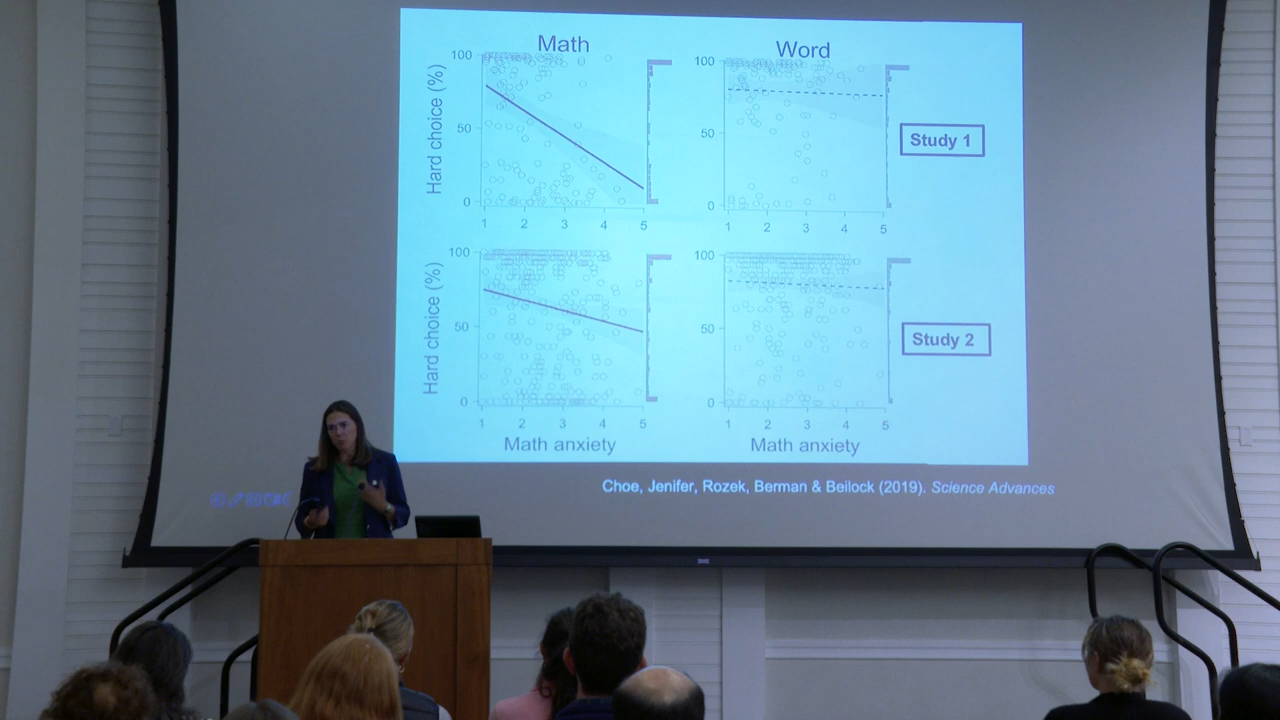 Math
Word
Hard choice (%)
100
50
0
1 2 3 4 5
100
50
0
1 2 3 4 5
Study 1
Hard choice (%)
100
50
0
1 2 3 4 5
Math anxiety
100
50
0
1 2 3 4 5
Math anxiety
Study 2
Choe, Jenifer, Rozek, Berman & Beilock (2019). Science Advances